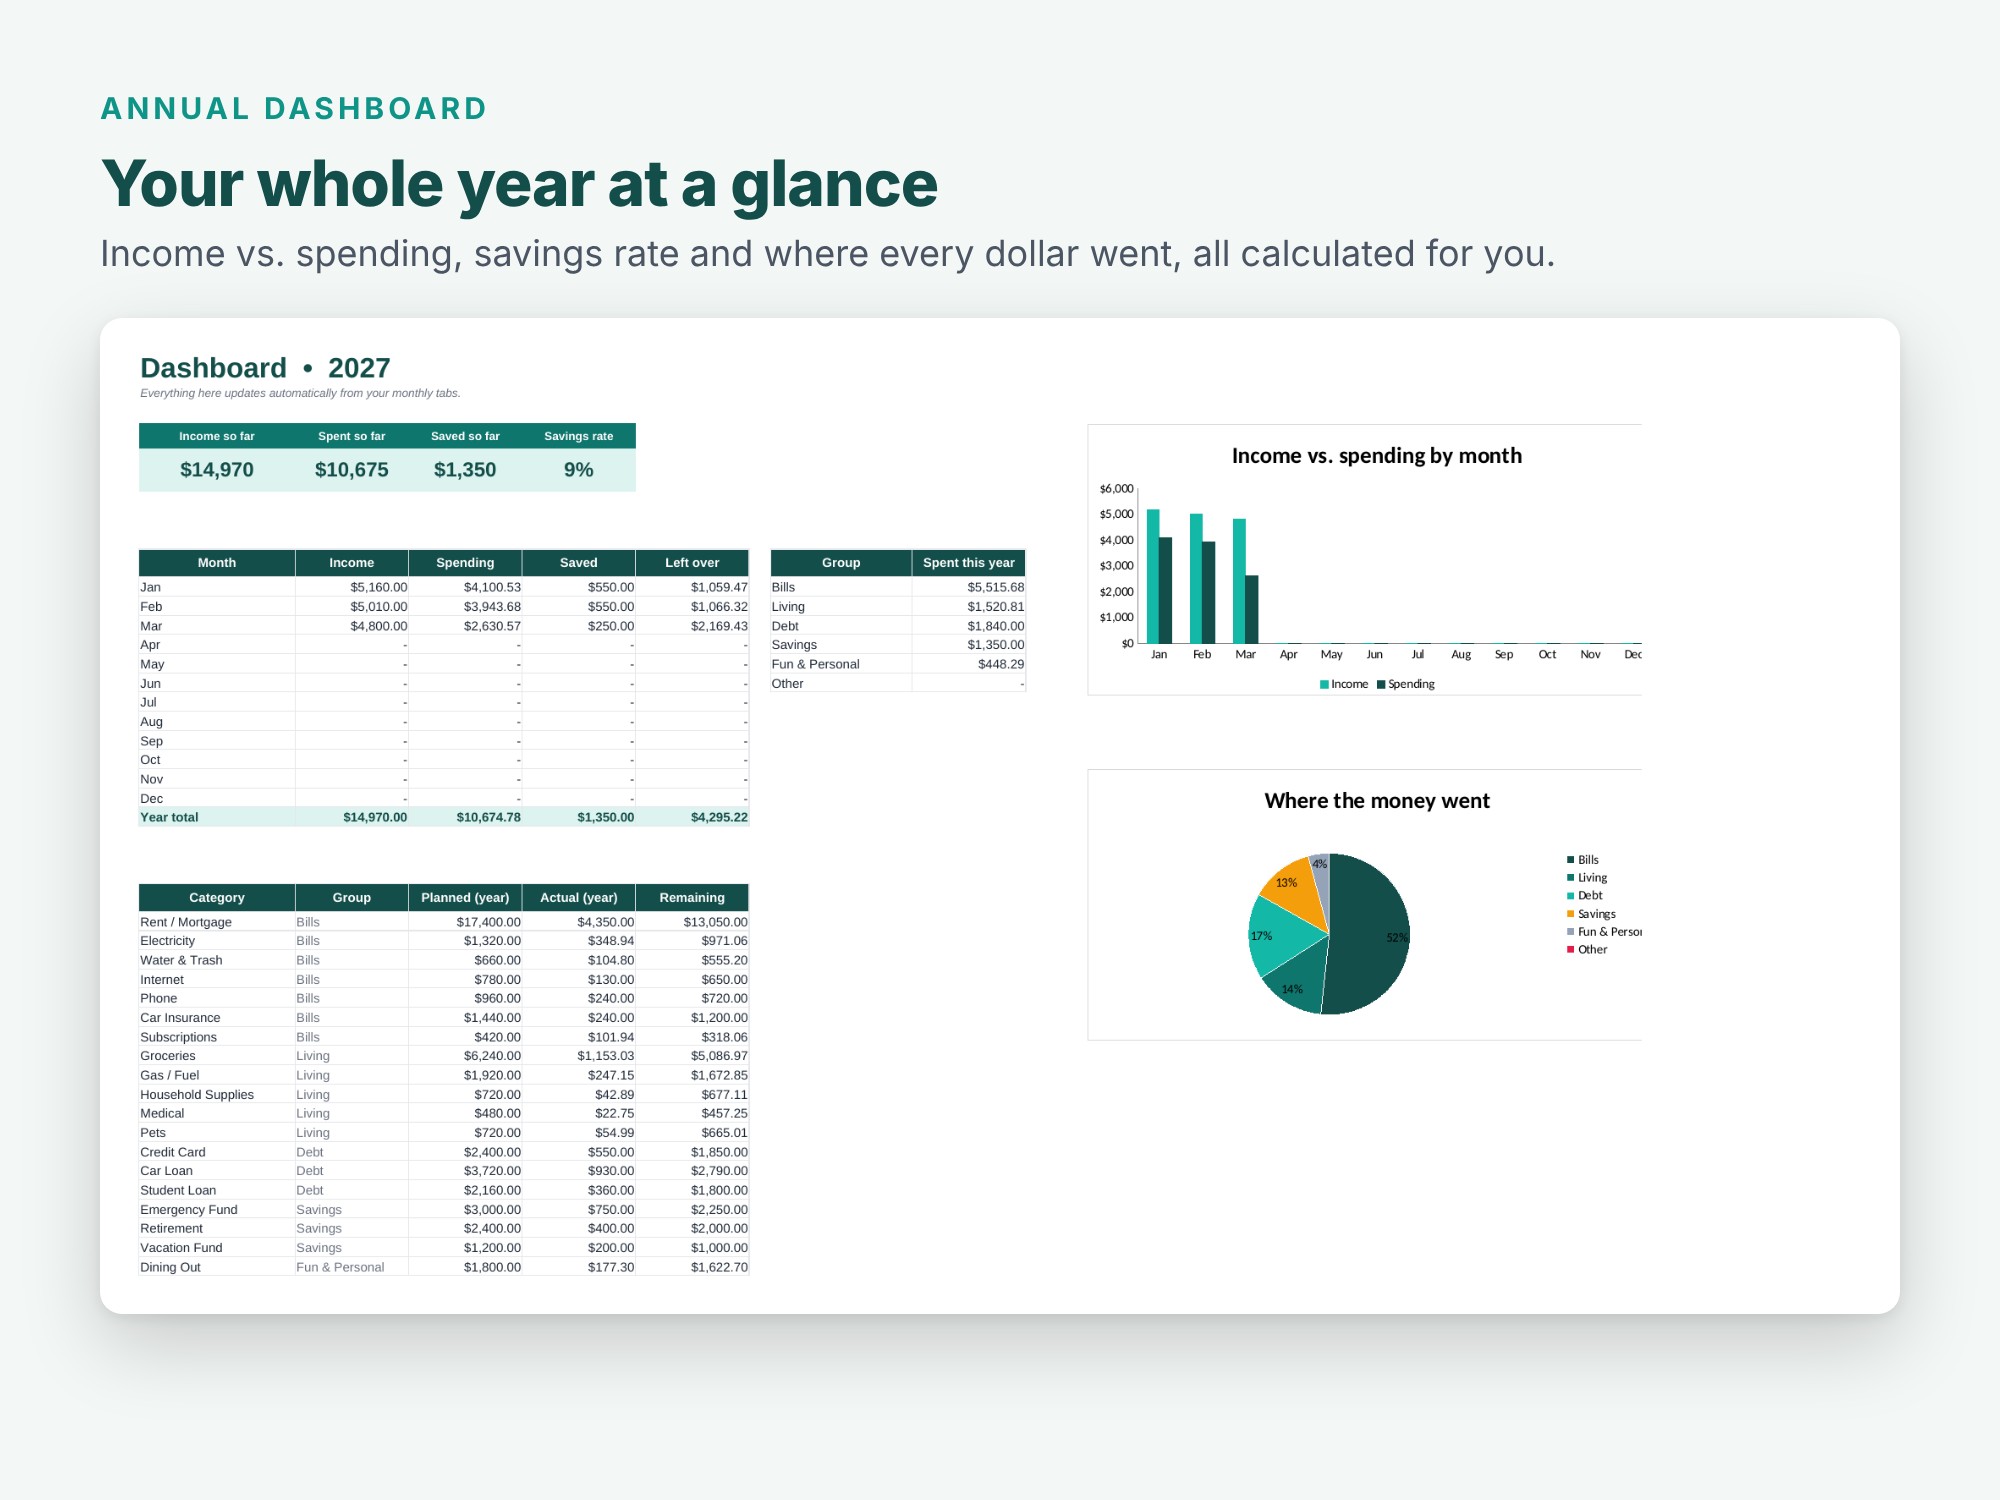 ANNUAL DASHBOARD
Your whole year at a glance
Income vs. spending, savings rate and where every dollar went, all calculated for you.
Dashboard • 2027
Everything here updates automatically from your monthly tabs.
Income so far Spent so far Saved so far Savings rate
$14,970 $10,675 $1,350 9%
Month Income Spending Saved Left over
Jan $5,160.00 $4,100.53 $550.00 $1,059.47
Feb $5,010.00 $3,943.68 $550.00 $1,066.32
Mar $4,800.00 $2,630.57 $250.00 $2,169.43
Apr - - - -
May - - - -
Jun - - - -
Jul - - - -
Aug - - - -
Sep - - - -
Oct - - - -
Nov - - - -
Dec - - - -
Year total $14,970.00 $10,674.78 $1,350.00 $4,295.22
Group Spent this year
Bills $5,515.68
Living $1,520.81
Debt $1,840.00
Savings $1,350.00
Fun & Personal $448.29
Other -
Income vs. spending by month
$6,000
$5,000
$4,000
$3,000
$2,000
$1,000
$0
Jan Feb Mar Apr May Jun Jul Aug Sep Oct Nov Dec
Income Spending
Where the money went
4%
13%
17%
52%
14%
Bills
Living
Debt
Savings
Fun & Person
Other
Category Group Planned (year) Actual (year) Remaining
Rent / Mortgage Bills $17,400.00 $4,350.00 $13,050.00
Electricity Bills $1,320.00 $348.94 $971.06
Water & Trash Bills $660.00 $104.80 $555.20
Internet Bills $780.00 $130.00 $650.00
Phone Bills $960.00 $240.00 $720.00
Car Insurance Bills $1,440.00 $240.00 $1,200.00
Subscriptions Bills $420.00 $101.94 $318.06
Groceries Living $6,240.00 $1,153.03 $5,086.97
Gas / Fuel Living $1,920.00 $247.15 $1,672.85
Household Supplies Living $720.00 $42.89 $677.11
Medical Living $480.00 $22.75 $457.25
Pets Living $720.00 $54.99 $665.01
Credit Card Debt $2,400.00 $550.00 $1,850.00
Car Loan Debt $3,720.00 $930.00 $2,790.00
Student Loan Debt $2,160.00 $360.00 $1,800.00
Emergency Fund Savings $3,000.00 $750.00 $2,250.00
Retirement Savings $2,400.00 $400.00 $2,000.00
Vacation Fund Savings $1,200.00 $200.00 $1,000.00
Dining Out Fun & Personal $1,800.00 $177.30 $1,622.70